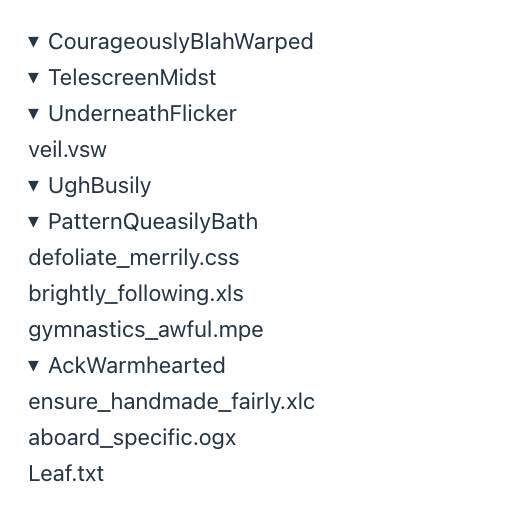 ▾ CourageouslyBlahWarped
▾ TelescreenMidst
▾ UnderneathFlicker
veil.vsw
▾ UghBusily
▾ PatternQueasilyBath
defoliate_merrily.css
brightly_following.xls
gymnastics_awful.mpe
▾ AckWarmhearted
ensure_handmade_fairly.xlc
aboard_specific.ogx
Leaf.txt